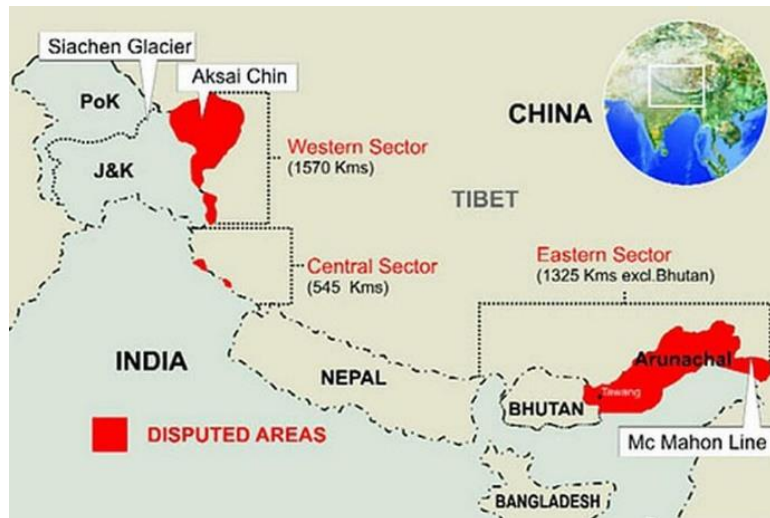 Siachen Glacier
Aksai Chin
PoK
CHINA
Western Sector
(1570 Kms)
J&K
TIBET
Eastern Sector
(1325 Kms excl.Bhutan)
Central Sector
(545 Kms)
INDIA
NEPAL
Arunachal
Tawang
BHUTAN
DISPUTED AREAS
Mc Mahon Line
BANGLADESH